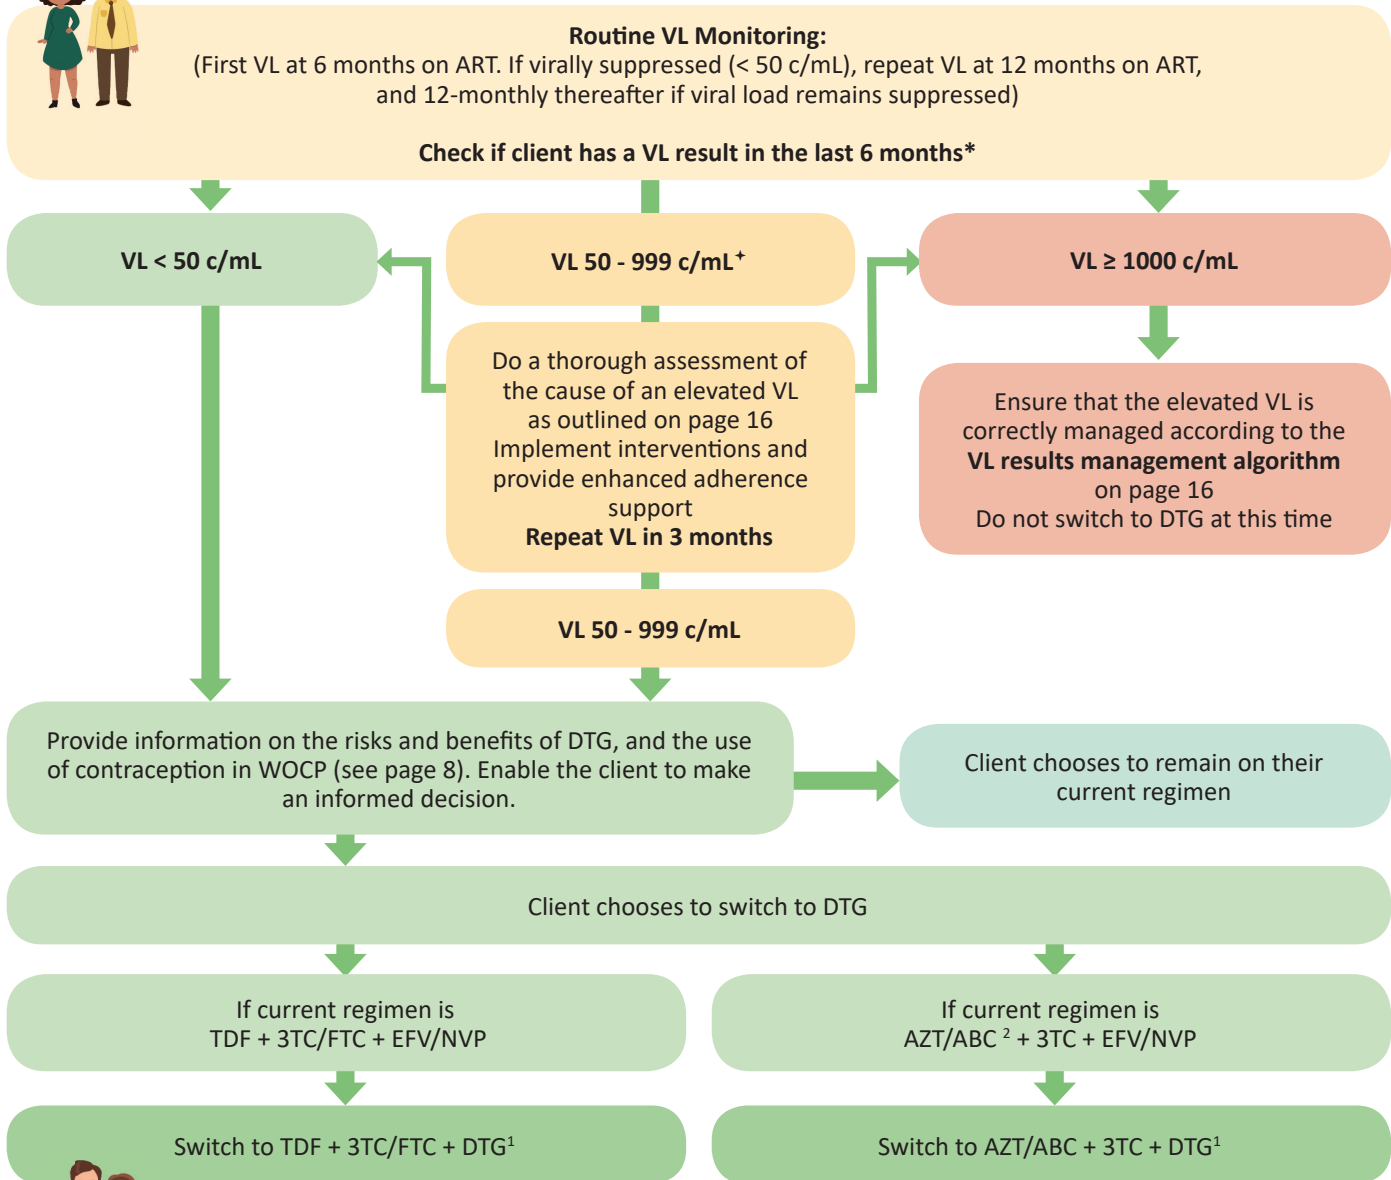 Routine VL Monitoring:
(First VL at 6 months on ART. If virally suppressed (< 50 c/mL), repeat VL at 12 months on ART,
and 12-monthly thereafter if viral load remains suppressed)
Check if client has a VL result in the last 6 months*
VL < 50 c/mL
VL 50 - 999 c/mL⁺
VL ≥ 1000 c/mL
Do a thorough assessment of
the cause of an elevated VL
as outlined on page 16
Implement interventions and
provide enhanced adherence
support
Repeat VL in 3 months
Ensure that the elevated VL is
correctly managed according to the
VL results management algorithm
on page 16
Do not switch to DTG at this time
VL 50 - 999 c/mL
Provide information on the risks and benefits of DTG, and the use
of contraception in WOCP (see page 8). Enable the client to make
an informed decision.
Client chooses to remain on their
current regimen
Client chooses to switch to DTG
If current regimen is
TDF + 3TC/FTC + EFV/NVP
If current regimen is
AZT/ABC ² + 3TC + EFV/NVP
Switch to TDF + 3TC/FTC + DTG¹
Switch to AZT/ABC + 3TC + DTG¹